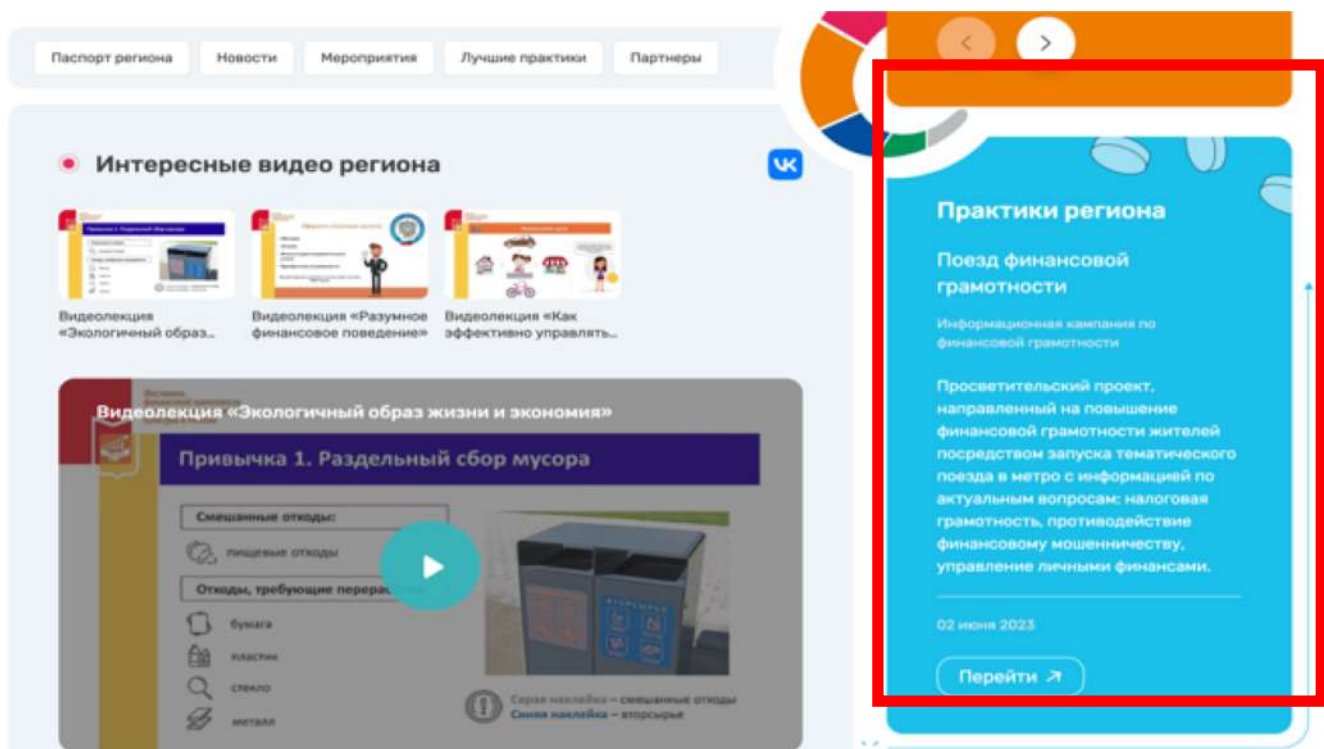 Паспорт региона
Новости
Мероприятия
Лучшие практики
Партнеры
Интересные видео региона
Видеолекция
«Экологичный образ...
Видеолекция «Разумное
финансовое поведение»
Видеолекция «Как
эффективно управлять...
Видеолекция «Экологичный образ жизни и экономия»
Привычка 1. Раздельный сбор мусора
Смешанные отходы:
пищевые отходы
Отходы, требующие
бумага
пластик
стекло
металл
ВТОРСЫРЬЕ
Серая наклейка – смешанные отходы
Синяя наклейка – вторсырье
Практики региона
Поезд финансовой
грамотности
Информационная кампания по
финансовой грамотности
Просветительский проект,
направленный на повышение
финансовой грамотности жителей
посредством запуска тематического
поезда в метро с информацией по
актуальным вопросам: налоговая
грамотность, противодействие
финансовому мошенничеству,
управление личными финансами.
02 июня 2023
Перейти